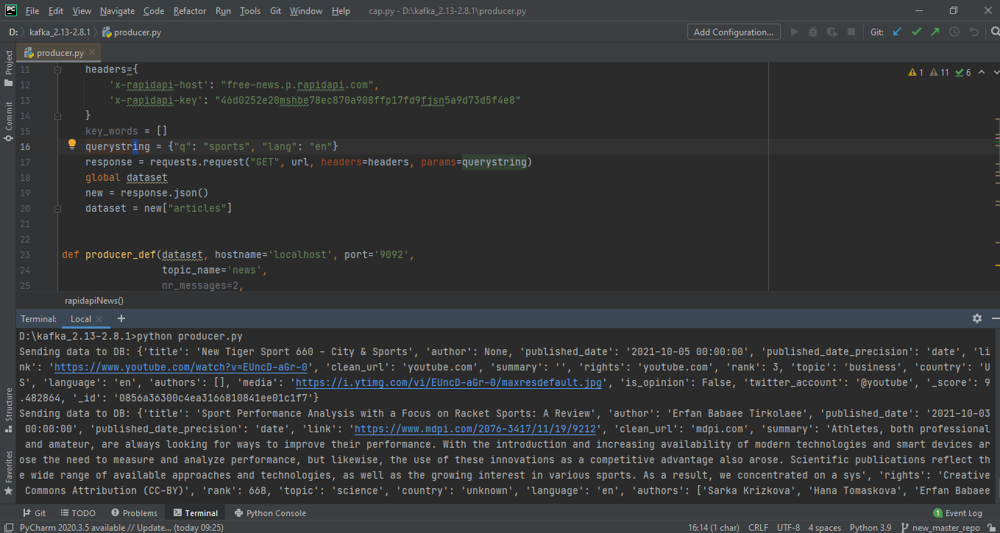 PC File Edit View Navigate Code Refactor Run Tools Git Window Help cap.py - D:\kafka_2.13-2.8.1\producer.py
D: kafka_2.13-2.8.1 producer.py Add Configuration... Git:
producer.py
Project
Commit
Structure
Favorites
1 11 6
11 headers={
12 'x-rapidapi-host': "free-news.p.rapidapi.com",
13 'x-rapidapi-key': "46d0252e20mshbe78ec870a908ffp17fd9fjsn5a9d73d5f4e8"
14 }
15 key_words = []
16 querystring = {"q": "sports", "lang": "en"}
17 response = requests.request("GET", url, headers=headers, params=querystring)
18 global dataset
19 new = response.json()
20 dataset = new["articles"]
21
22
23 def producer_def(dataset, hostname='localhost', port='9092',
24 topic_name='news',
25 nr_messages=2,
rapidapiNews()
Terminal: Local +
D:\kafka_2.13-2.8.1>python producer.py
Sending data to DB: {'title': 'New Tiger Sport 660 – City & Sports', 'author': None, 'published_date': '2021-10-05 00:00:00', 'published_date_precision': 'date', 'li
nk': 'https://www.youtube.com/watch?v=EUncD-aGr-0', 'clean_url': 'youtube.com', 'summary': '', 'rights': 'youtube.com', 'rank': 3, 'topic': 'business', 'country': 'U
S', 'language': 'en', 'authors': [], 'media': 'https://i.ytimg.com/vi/EUncD-aGr-0/maxresdefault.jpg', 'is_opinion': False, 'twitter_account': '@youtube', '_score': 9
.482864, '_id': '0856a36300c4ea3166810841ee01c1f7'}
Sending data to DB: {'title': 'Sport Performance Analysis with a Focus on Racket Sports: A Review', 'author': 'Erfan Babaee Tirkolaee', 'published_date': '2021-10-03
00:00:00', 'published_date_precision': 'date', 'link': 'https://www.mdpi.com/2076-3417/11/19/9212', 'clean_url': 'mdpi.com', 'summary': 'Athletes, both professional
and amateur, are always looking for ways to improve their performance. With the introduction and increasing availability of modern technologies and smart devices ar
ose the need to measure and analyze performance, but likewise, the use of these innovations as a competitive advantage also arose. Scientific publications reflect th
e wide range of available approaches and technologies, as well as the growing interest in various sports. As a result, we concentrated on a sys', 'rights': 'Creative
Commons Attribution (CC-BY)', 'rank': 668, 'topic': 'science', 'country': 'unknown', 'language': 'en', 'authors': ['Sarka Krizkova', 'Hana Tomaskova', 'Erfan Babaee
Git TODO Problems Terminal Python Console 1 Event Log
PyCharm 2020.3.5 available // Update... (today 09:25) 16:14 (1 char) CRLF UTF-8 4 spaces Python 3.9 new_master_repo